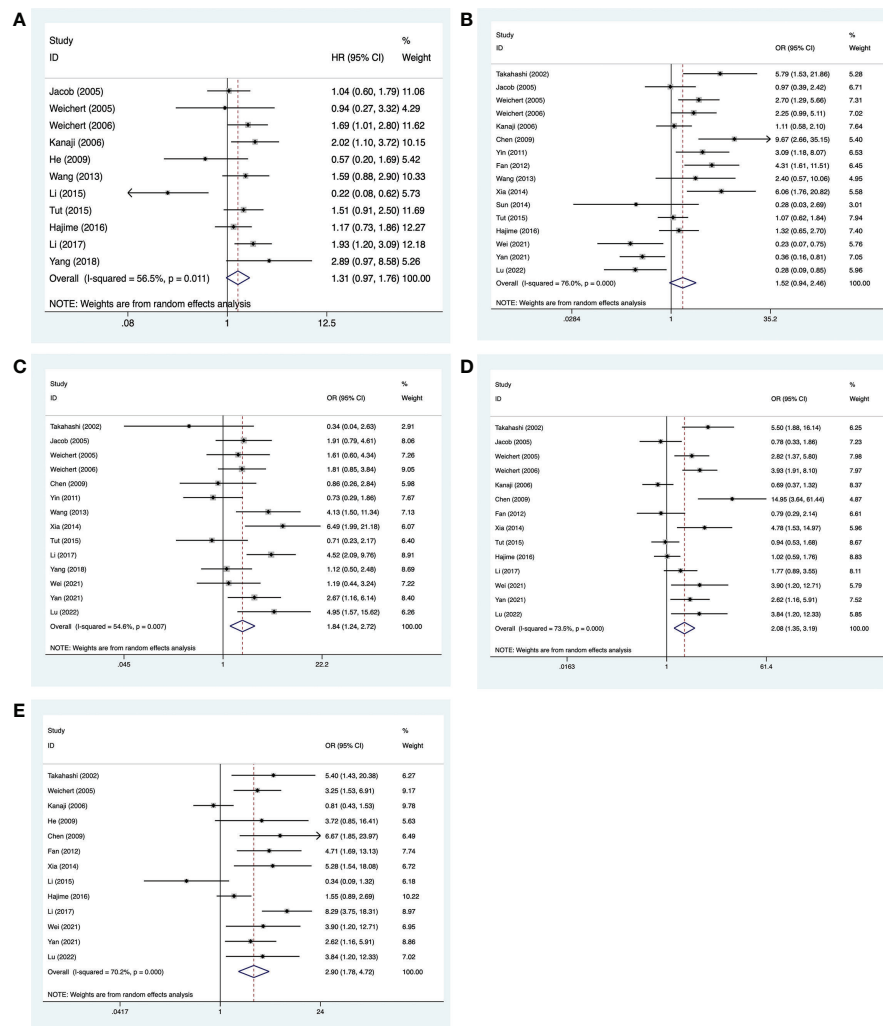 A
Study %
ID HR (95% CI) Weight
Jacob (2005) 1.04 (0.60, 1.79) 11.06
Weichert (2005) 0.94 (0.27, 3.32) 4.29
Weichert (2006) 1.69 (1.01, 2.80) 11.62
Kanaji (2006) 2.02 (1.10, 3.72) 10.15
He (2009) 0.57 (0.20, 1.69) 5.42
Wang (2013) 1.59 (0.88, 2.90) 10.33
Li (2015) 0.22 (0.08, 0.62) 5.73
Tut (2015) 1.51 (0.91, 2.50) 11.69
Hajime (2016) 1.17 (0.73, 1.86) 12.27
Li (2017) 1.93 (1.20, 3.09) 12.18
Yang (2018) 2.89 (0.97, 8.58) 5.26
Overall (I-squared = 56.5%, p = 0.011) 1.31 (0.97, 1.76) 100.00
NOTE: Weights are from random effects analysis
.08 1 12.5
B
Study %
ID OR (95% CI) Weight
Takahashi (2002) 5.79 (1.53, 21.86) 5.28
Jacob (2005) 0.97 (0.39, 2.42) 6.71
Weichert (2005) 2.70 (1.29, 5.66) 7.31
Weichert (2006) 2.25 (0.99, 5.11) 7.02
Kanaji (2006) 1.11 (0.58, 2.10) 7.64
Chen (2009) 9.67 (2.66, 35.15) 5.40
Yin (2011) 3.09 (1.18, 8.07) 6.53
Fan (2012) 4.31 (1.61, 11.51) 6.45
Wang (2013) 2.40 (0.57, 10.06) 4.95
Xia (2014) 6.06 (1.76, 20.82) 5.58
Sun (2014) 0.28 (0.03, 2.69) 3.01
Tut (2015) 1.07 (0.62, 1.84) 7.94
Hajime (2016) 1.32 (0.65, 2.70) 7.40
Wei (2021) 0.23 (0.07, 0.75) 5.76
Yan (2021) 0.36 (0.16, 0.81) 7.05
Lu (2022) 0.28 (0.09, 0.85) 5.96
Overall (I-squared = 76.0%, p = 0.000) 1.52 (0.94, 2.46) 100.00
NOTE: Weights are from random effects analysis
.0284 1 35.2
C
Study %
ID OR (95% CI) Weight
Takahashi (2002) 0.34 (0.04, 2.63) 2.91
Jacob (2005) 1.91 (0.79, 4.61) 8.06
Weichert (2005) 1.61 (0.60, 4.34) 7.26
Weichert (2006) 1.81 (0.85, 3.84) 9.05
Chen (2009) 0.86 (0.26, 2.84) 5.98
Yin (2011) 0.73 (0.29, 1.86) 7.67
Wang (2013) 4.13 (1.50, 11.34) 7.13
Xia (2014) 6.49 (1.99, 21.18) 6.07
Tut (2015) 0.71 (0.23, 2.17) 6.40
Li (2017) 4.52 (2.09, 9.76) 8.91
Yang (2018) 1.12 (0.50, 2.48) 8.69
Wei (2021) 1.19 (0.44, 3.24) 7.22
Yan (2021) 2.67 (1.16, 6.14) 8.40
Lu (2022) 4.95 (1.57, 15.62) 6.26
Overall (I-squared = 54.6%, p = 0.007) 1.84 (1.24, 2.72) 100.00
NOTE: Weights are from random effects analysis
.045 1 22.2
D
Study %
ID OR (95% CI) Weight
Takahashi (2002) 5.50 (1.88, 16.14) 6.25
Jacob (2005) 0.78 (0.33, 1.86) 7.23
Weichert (2005) 2.82 (1.37, 5.80) 7.98
Weichert (2006) 3.93 (1.91, 8.10) 7.97
Kanaji (2006) 0.69 (0.37, 1.32) 8.37
Chen (2009) 14.95 (3.64, 61.44) 4.87
Fan (2012) 0.79 (0.29, 2.14) 6.61
Xia (2014) 4.78 (1.53, 14.97) 5.96
Tut (2015) 0.94 (0.53, 1.68) 8.67
Hajime (2016) 1.02 (0.59, 1.76) 8.83
Li (2017) 1.77 (0.89, 3.55) 8.11
Wei (2021) 3.90 (1.20, 12.71) 5.79
Yan (2021) 2.62 (1.16, 5.91) 7.52
Lu (2022) 3.84 (1.20, 12.33) 5.85
Overall (I-squared = 73.5%, p = 0.000) 2.08 (1.35, 3.19) 100.00
NOTE: Weights are from random effects analysis
.0163 1 61.4
E
Study %
ID OR (95% CI) Weight
Takahashi (2002) 5.40 (1.43, 20.38) 6.27
Weichert (2005) 3.25 (1.53, 6.91) 9.17
Kanaji (2006) 0.81 (0.43, 1.53) 9.78
He (2009) 3.72 (0.85, 16.41) 5.63
Chen (2009) 6.67 (1.85, 23.97) 6.49
Fan (2012) 4.71 (1.69, 13.13) 7.74
Xia (2014) 5.28 (1.54, 18.08) 6.72
Li (2015) 0.34 (0.09, 1.32) 6.18
Hajime (2016) 1.55 (0.89, 2.69) 10.22
Li (2017) 8.29 (3.75, 18.31) 8.97
Wei (2021) 3.90 (1.20, 12.71) 6.95
Yan (2021) 2.62 (1.16, 5.91) 8.86
Lu (2022) 3.84 (1.20, 12.33) 7.02
Overall (I-squared = 70.2%, p = 0.000) 2.90 (1.78, 4.72) 100.00
NOTE: Weights are from random effects analysis
.0417 1 24